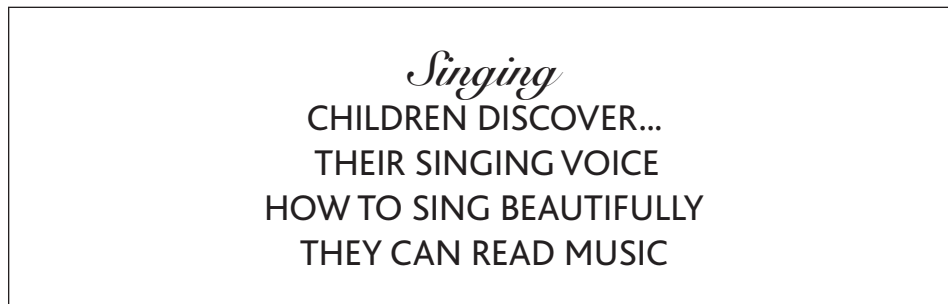 Singing
CHILDREN DISCOVER...
THEIR SINGING VOICE
HOW TO SING BEAUTIFULLY
THEY CAN READ MUSIC